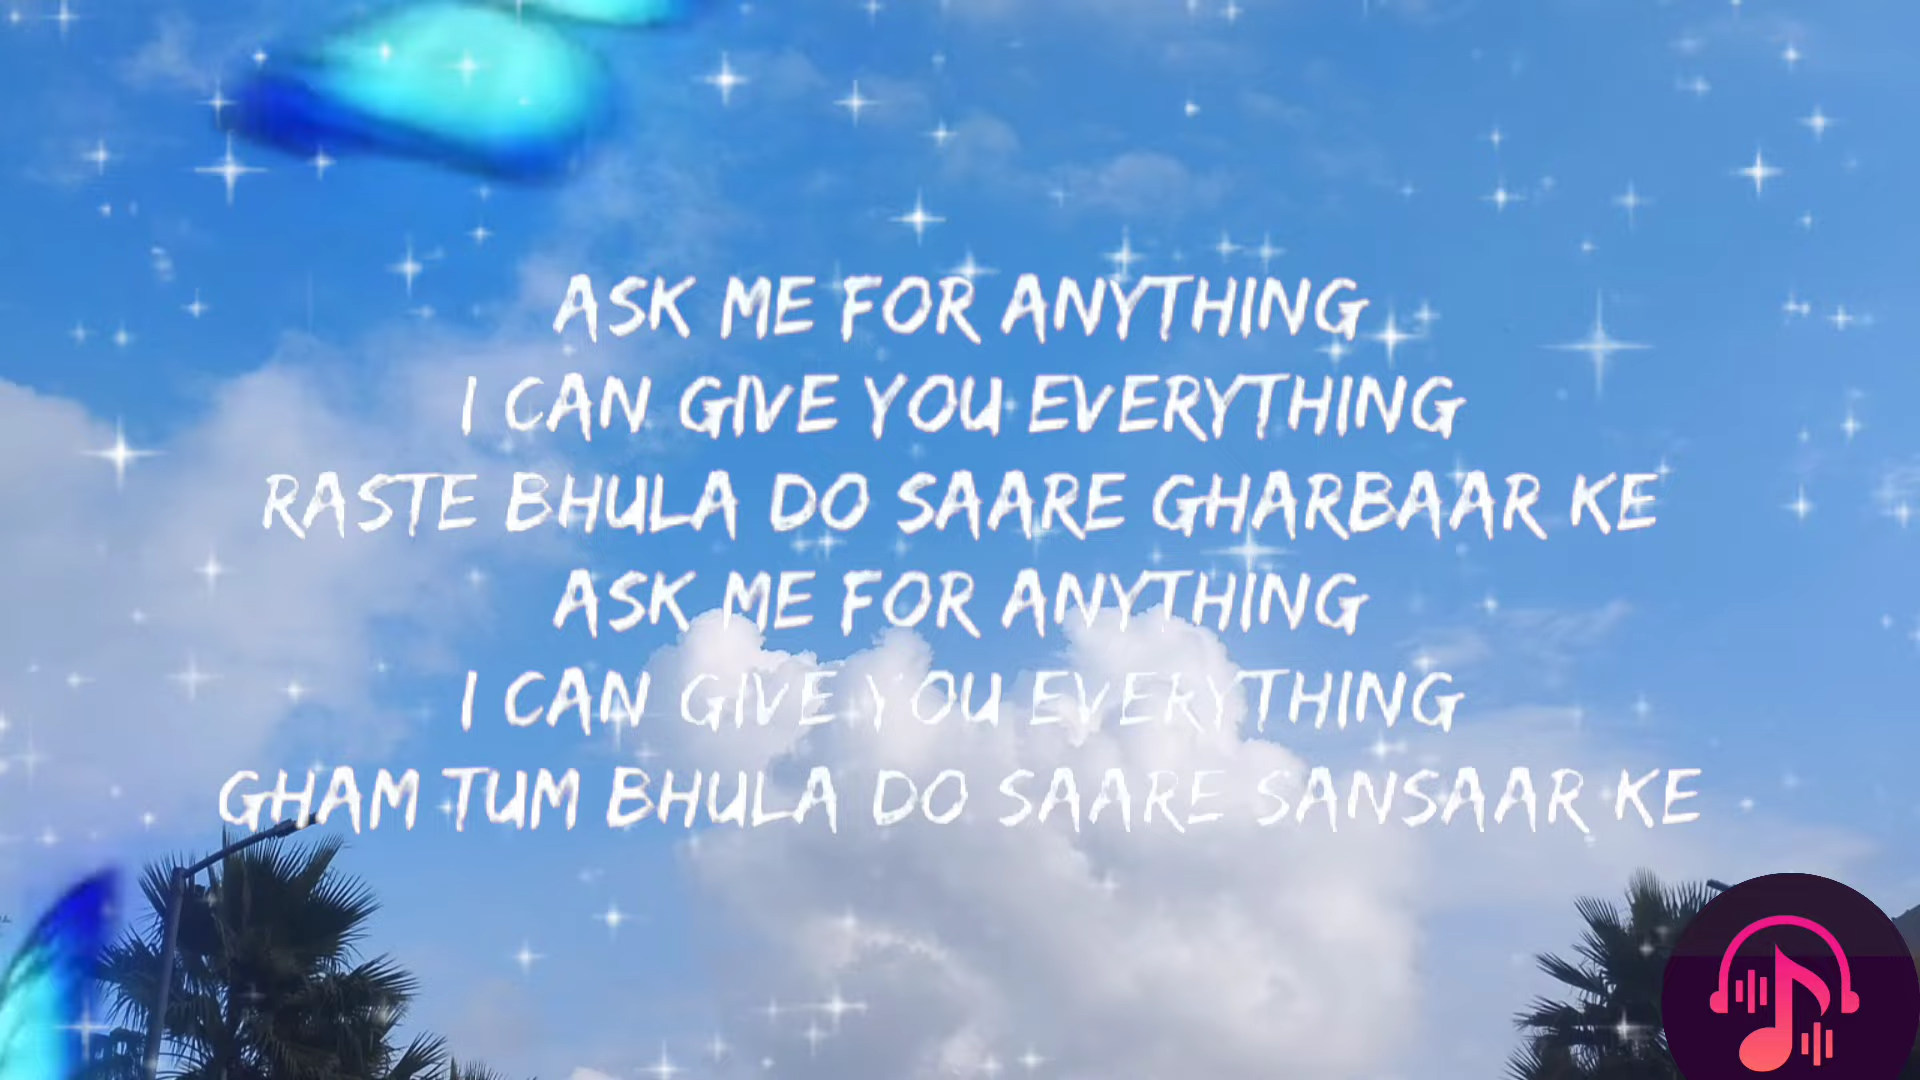 ASK ME FOR ANYTHING
I CAN GIVE YOU EVERYTHING
RASTE BHULA DO SAARE GHARBAAR KE
ASK ME FOR ANYTHING
I CAN GIVE YOU EVERYTHING
GHAM TUM BHULA DO SAARE SANSAAR KE